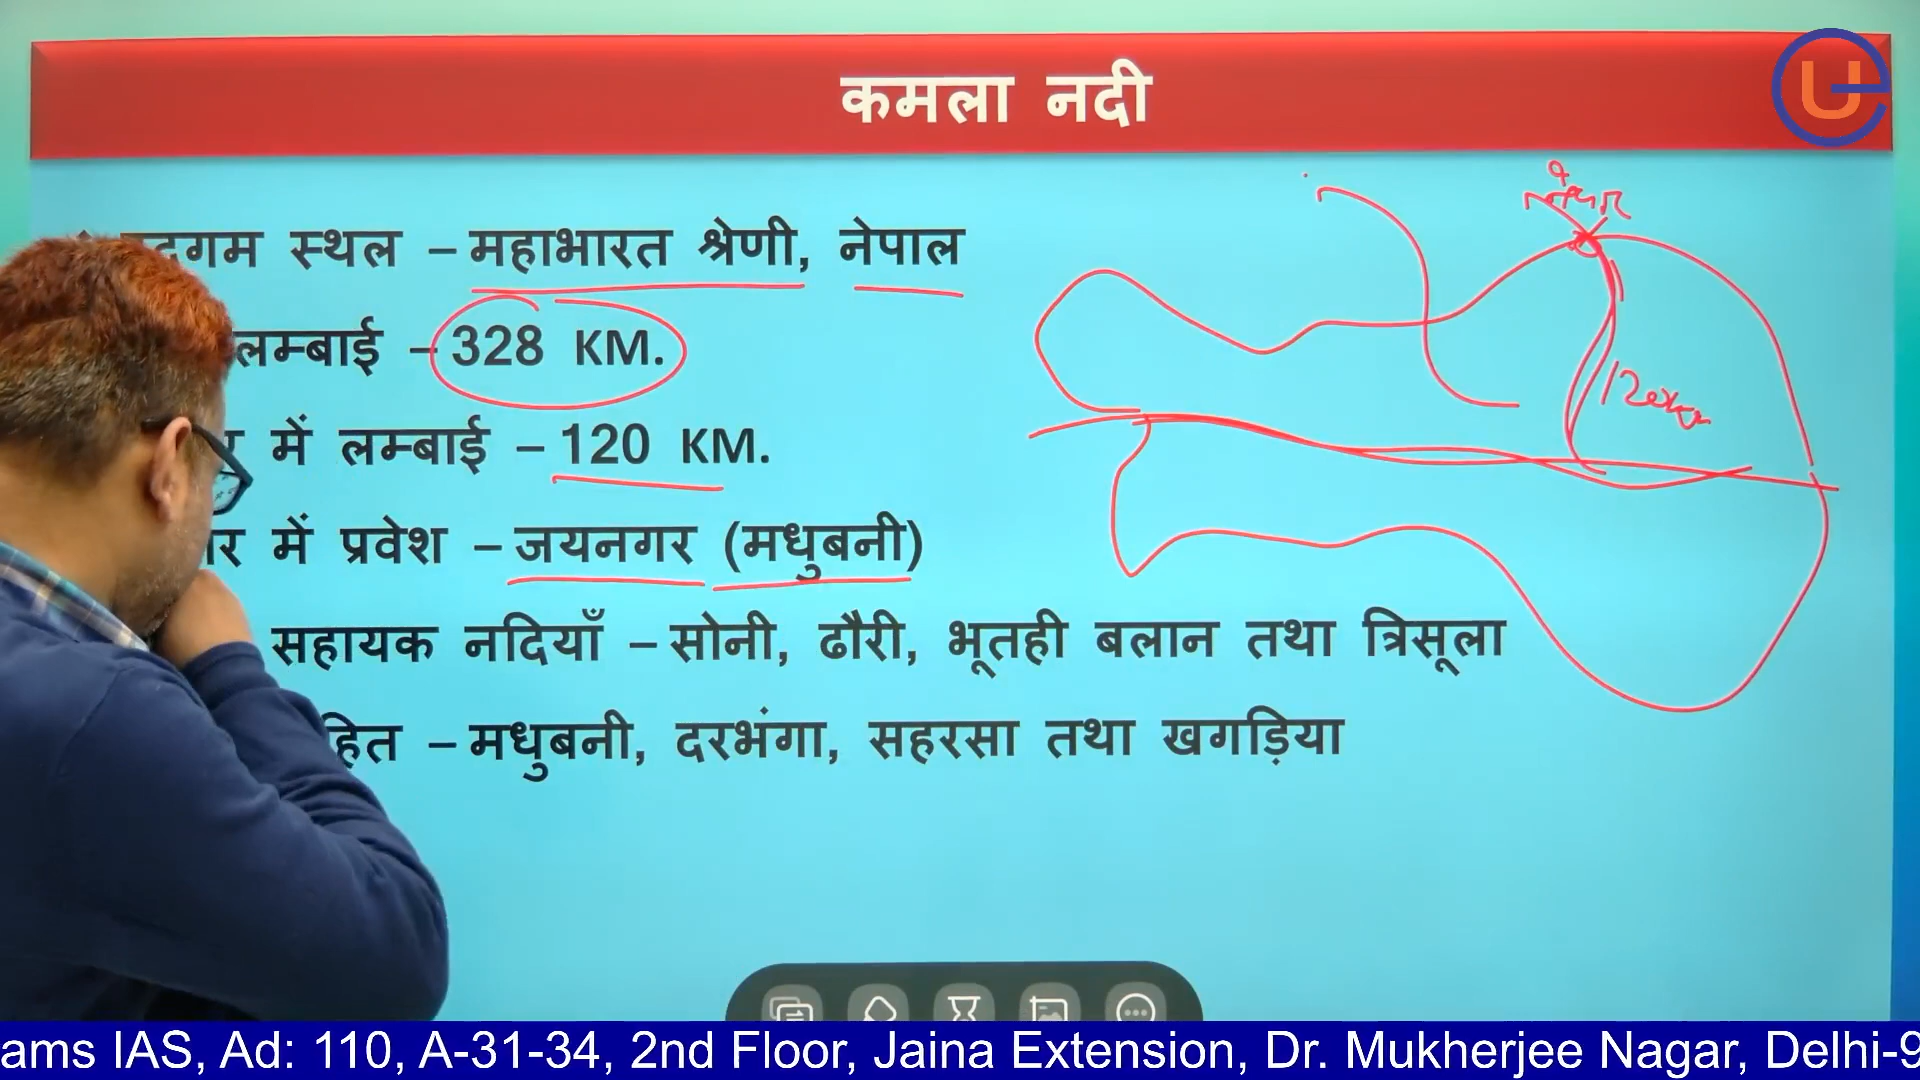 कमला नदी
स्थल – महाभारत श्रेणी, नेपाल
लम्बाई – 328 KM.
में लम्बाई – 120 KM.
में प्रवेश – जयनगर (मधुबनी)
सहायक नदियाँ – सोनी, ढौरी, भूतही बलान तथा त्रिसूला
– मधुबनी, दरभंगा, सहरसा तथा खगड़िया
120km
ams IAS, Ad: 110, A-31-34, 2nd Floor, Jaina Extension, Dr. Mukherjee Nagar, Delhi-9